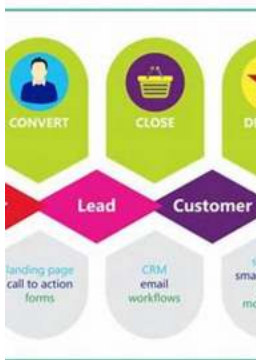 CONVERT
CLOSE
Lead
Customer
landing page
call to action
forms
CRM
email
workflows